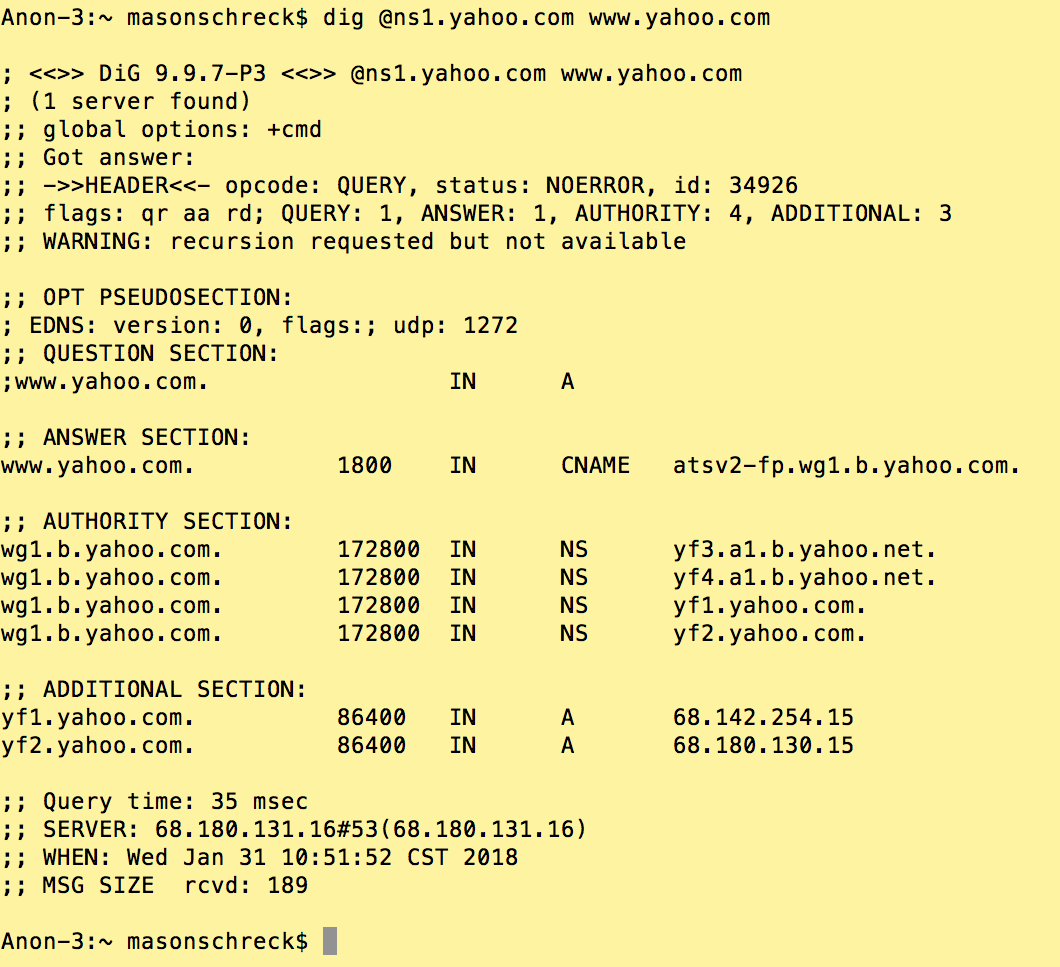 Anon-3:~ masonschreck$ dig @ns1.yahoo.com www.yahoo.com
; <<>> DiG 9.9.7-P3 <<>> @ns1.yahoo.com www.yahoo.com
; (1 server found)
;; global options: +cmd
;; Got answer:
;; ->>HEADER<<- opcode: QUERY, status: NOERROR, id: 34926
;; flags: qr aa rd; QUERY: 1, ANSWER: 1, AUTHORITY: 4, ADDITIONAL: 3
;; WARNING: recursion requested but not available
;; OPT PSEUDOSECTION:
; EDNS: version: 0, flags:; udp: 1272
;; QUESTION SECTION:
;www.yahoo.com. IN A
;; ANSWER SECTION:
www.yahoo.com. 1800 IN CNAME atsv2-fp.wg1.b.yahoo.com.
;; AUTHORITY SECTION:
wg1.b.yahoo.com. 172800 IN NS yf3.a1.b.yahoo.net.
wg1.b.yahoo.com. 172800 IN NS yf4.a1.b.yahoo.net.
wg1.b.yahoo.com. 172800 IN NS yf1.yahoo.com.
wg1.b.yahoo.com. 172800 IN NS yf2.yahoo.com.
;; ADDITIONAL SECTION:
yf1.yahoo.com. 86400 IN A 68.142.254.15
yf2.yahoo.com. 86400 IN A 68.180.130.15
;; Query time: 35 msec
;; SERVER: 68.180.131.16#53(68.180.131.16)
;; WHEN: Wed Jan 31 10:51:52 CST 2018
;; MSG SIZE  rcvd: 189
Anon-3:~ masonschreck$